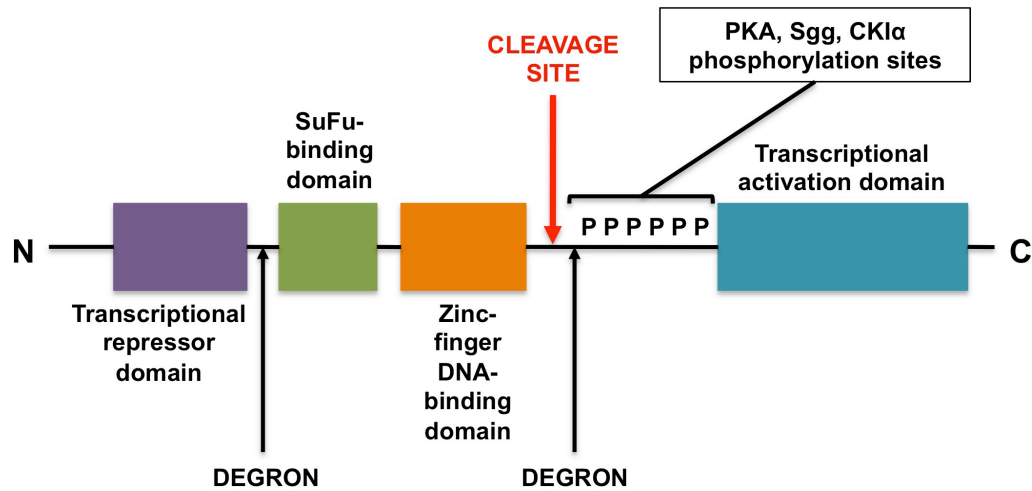 CLEAVAGE
SITE
PKA, Sgg, CKIα
phosphorylation sites
SuFu-
binding
domain
Transcriptional
activation domain
N
P P P P P P
C
Transcriptional
repressor
domain
Zinc-
finger
DNA-
binding
domain
DEGRON
DEGRON